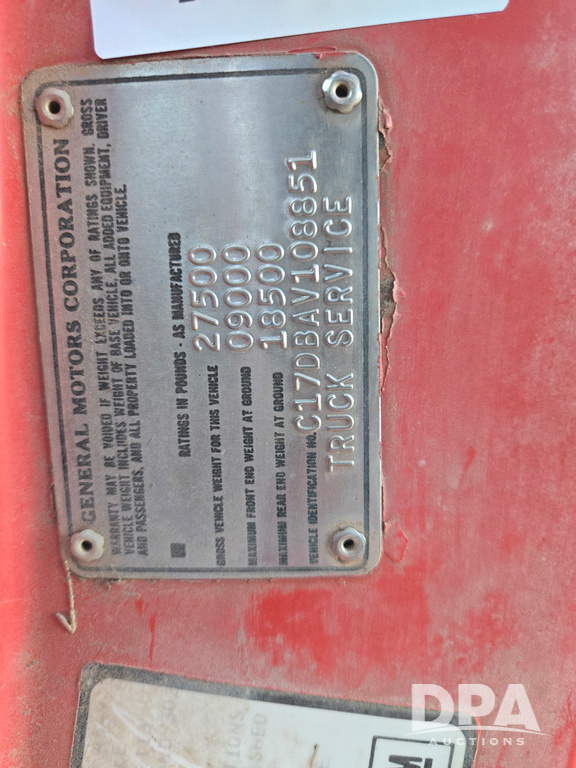 GENERAL MOTORS CORPORATION
WARRANTY MAY BE VOIDED IF WEIGHT EXCEEDS ANY OF RATINGS SHOWN. GROSS
VEHICLE WEIGHT INCLUDES WEIGHT OF BASE VEHICLE, ALL ADDED EQUIPMENT, DRIVER
AND PASSENGERS, AND ALL PROPERTY LOADED INTO OR ONTO VEHICLE.
RATINGS IN POUNDS - AS MANUFACTURED
GROSS VEHICLE WEIGHT FOR THIS VEHICLE 27500
MAXIMUM FRONT END WEIGHT AT GROUND 09000
MAXIMUM REAR END WEIGHT AT GROUND 18500
VEHICLE IDENTIFICATION NO. C17DBAV108851
TRUCK SERVICE
DPA
AUCTIONS